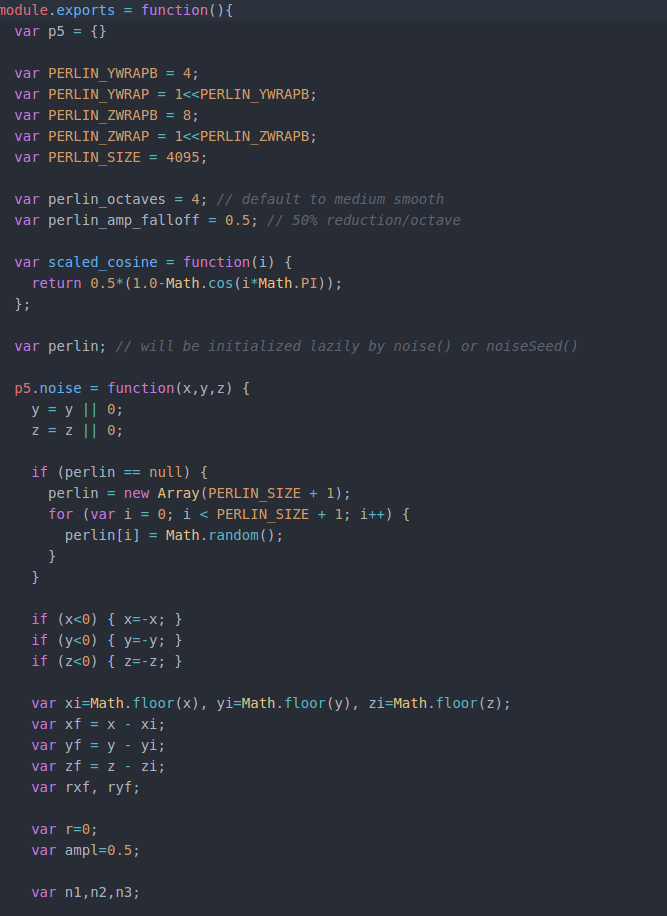 module.exports = function(){
  var p5 = {}

  var PERLIN_YWRAPB = 4;
  var PERLIN_YWRAP = 1<<PERLIN_YWRAPB;
  var PERLIN_ZWRAPB = 8;
  var PERLIN_ZWRAP = 1<<PERLIN_ZWRAPB;
  var PERLIN_SIZE = 4095;

  var perlin_octaves = 4; // default to medium smooth
  var perlin_amp_falloff = 0.5; // 50% reduction/octave

  var scaled_cosine = function(i) {
    return 0.5*(1.0-Math.cos(i*Math.PI));
  };

  var perlin; // will be initialized lazily by noise() or noiseSeed()

  p5.noise = function(x,y,z) {
    y = y || 0;
    z = z || 0;

    if (perlin == null) {
      perlin = new Array(PERLIN_SIZE + 1);
      for (var i = 0; i < PERLIN_SIZE + 1; i++) {
        perlin[i] = Math.random();
      }
    }

    if (x<0) { x=-x; }
    if (y<0) { y=-y; }
    if (z<0) { z=-z; }

    var xi=Math.floor(x), yi=Math.floor(y), zi=Math.floor(z);
    var xf = x - xi;
    var yf = y - yi;
    var zf = z - zi;
    var rxf, ryf;

    var r=0;
    var ampl=0.5;

    var n1,n2,n3;